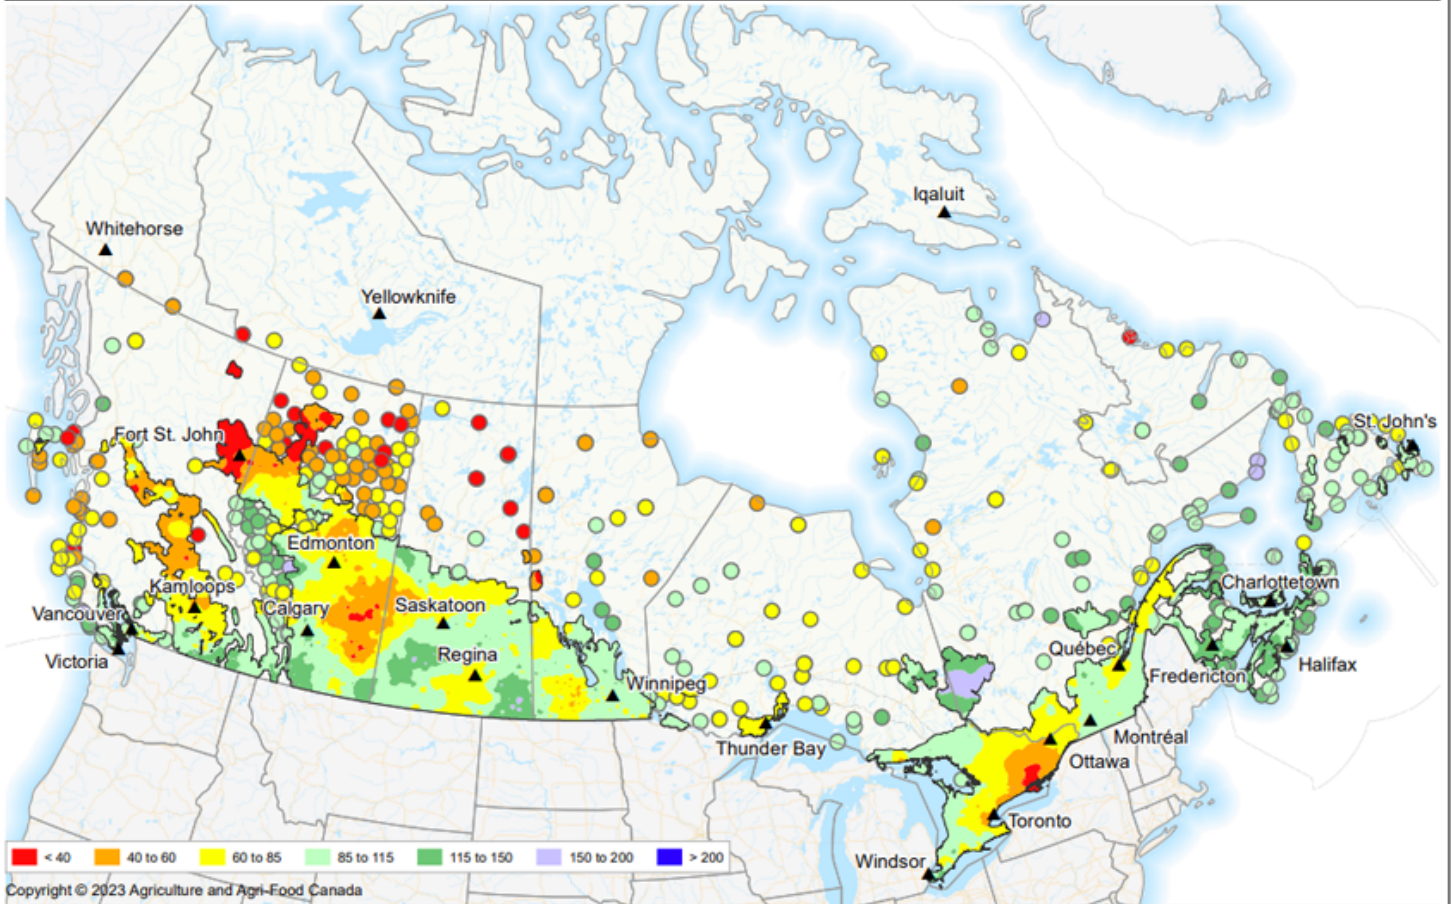 Iqaluit
Whitehorse
Yellowknife
St. John's
Fort St. John
Edmonton
Kamloops
Charlottetown
Vancouver
Calgary
Saskatoon
Québec
Regina
Victoria
Halifax
Fredericton
Winnipeg
Montréal
Thunder Bay
Ottawa
Toronto
Windsor
< 40 40 to 60 60 to 85 85 to 115 115 to 150 150 to 200 > 200
Copyright © 2023 Agriculture and Agri-Food Canada